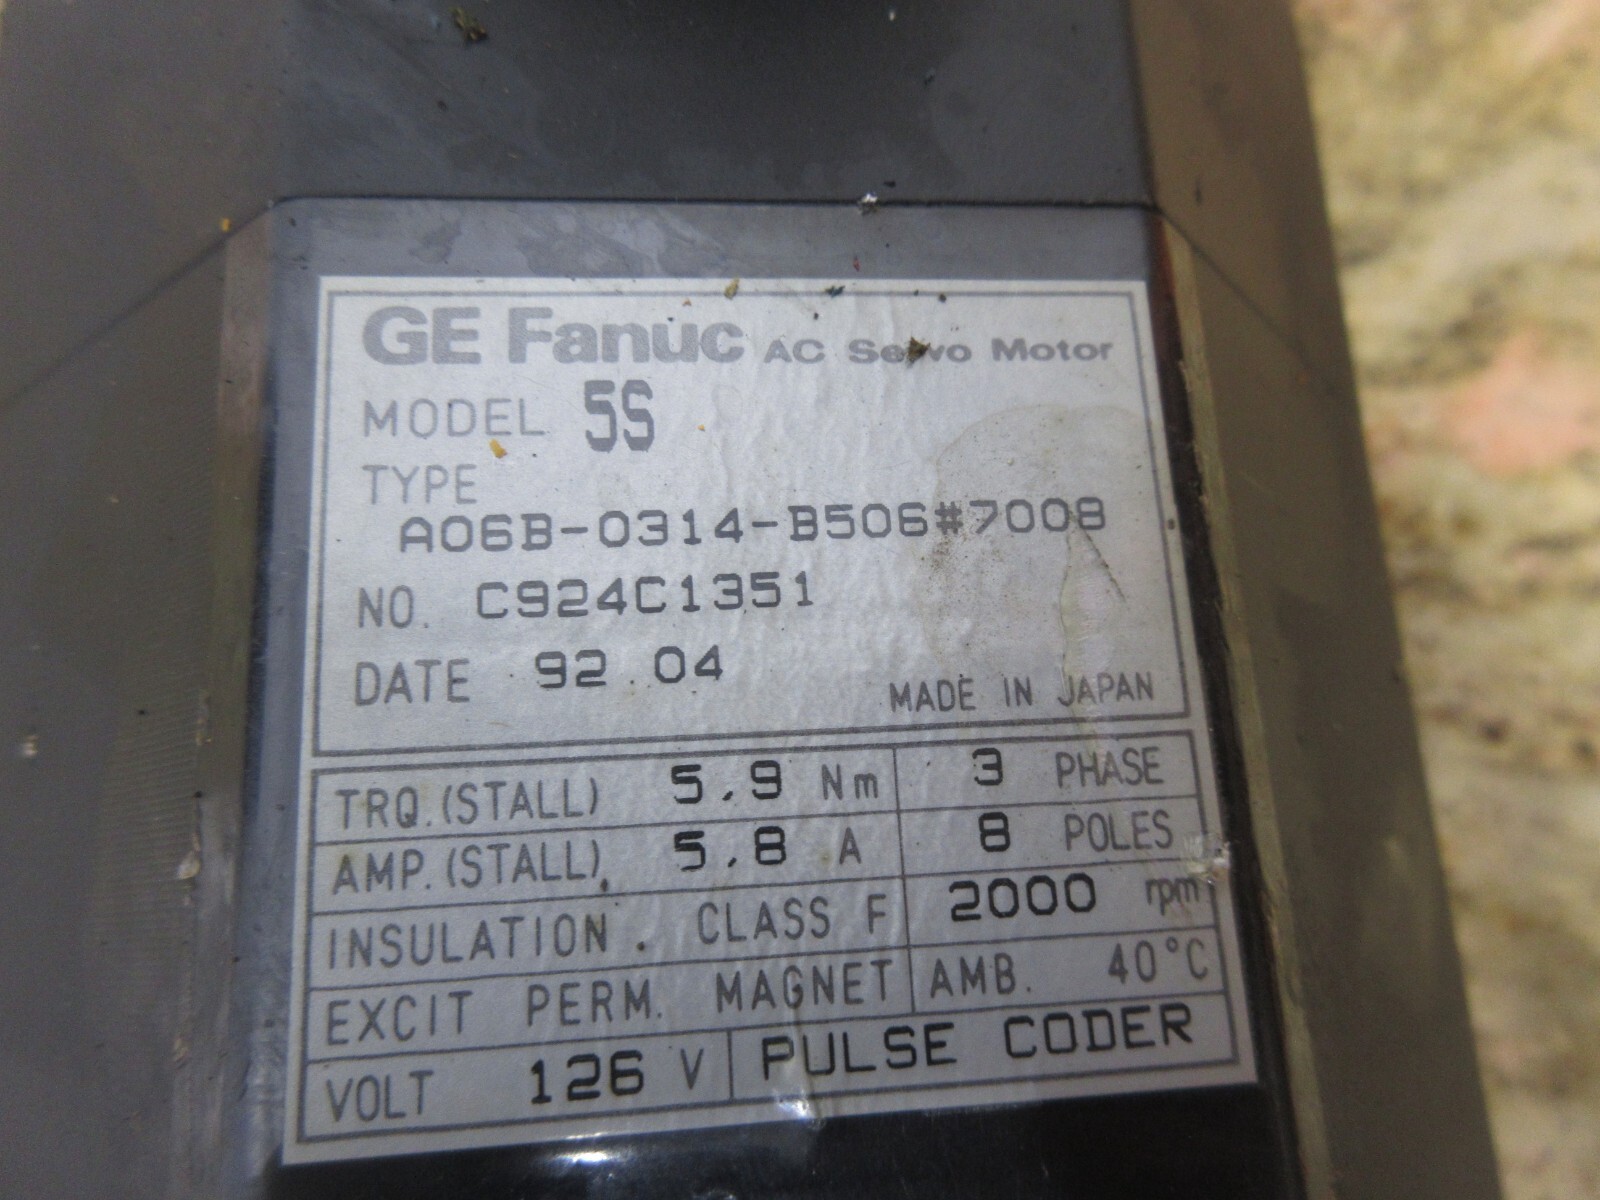 GE Fanuc AC Servo Motor
MODEL 5S
TYPE
A06B-0314-B506#7008
NO. C924C1351
DATE 92.04
MADE IN JAPAN
TRQ.(STALL) 5.9 Nm 3 PHASE
AMP.(STALL) 5.8 A 8 POLES
INSULATION. CLASS F 2000 rpm
EXCIT PERM. MAGNET AMB. 40°C
VOLT 126 V PULSE CODER